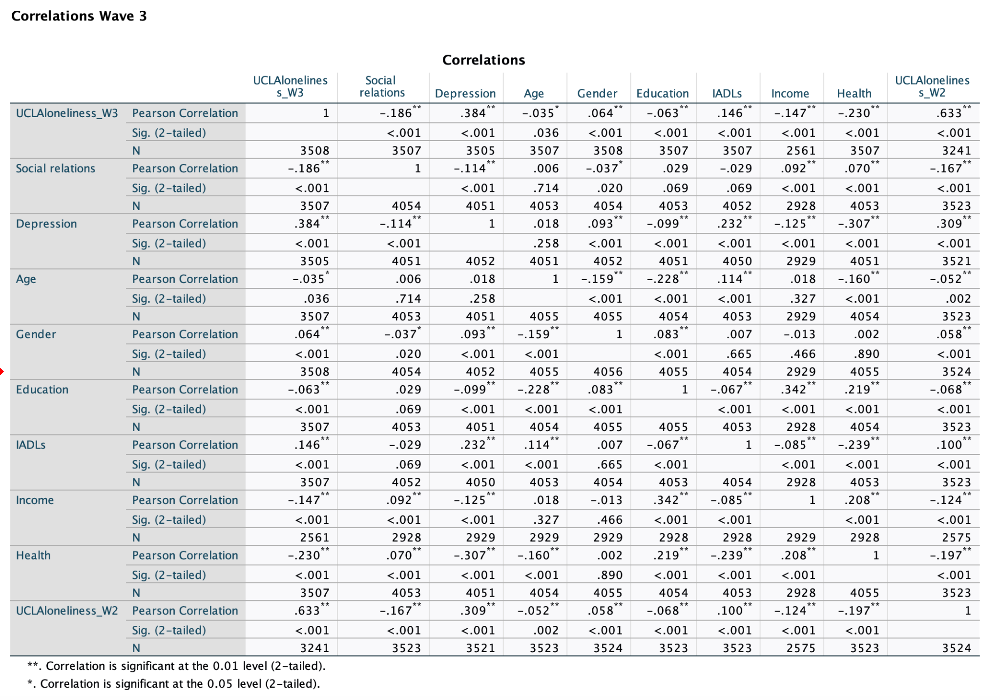 Correlations Wave 3
Correlations
UCLAlonelines s_W3 Social relations Depression Age Gender Education IADLs Income Health UCLAlonelines s_W2
UCLAloneliness_W3 Pearson Correlation 1 -.186** .384** -.035* .064** -.063** .146** -.147** -.230** .633**
Sig. (2-tailed) <.001 <.001 .036 <.001 <.001 <.001 <.001 <.001 <.001
N 3508 3507 3505 3507 3508 3507 3507 2561 3507 3241
Social relations Pearson Correlation -.186** 1 -.114** .006 -.037* .029 -.029 .092** .070** -.167**
Sig. (2-tailed) <.001 <.001 .714 .020 .069 .069 <.001 <.001 <.001
N 3507 4054 4051 4053 4054 4053 4052 2928 4053 3523
Depression Pearson Correlation .384** -.114** 1 .018 .093** -.099** .232** -.125** -.307** .309**
Sig. (2-tailed) <.001 <.001 .258 <.001 <.001 <.001 <.001 <.001 <.001
N 3505 4051 4052 4051 4052 4051 4050 2929 4051 3521
Age Pearson Correlation -.035* .006 .018 1 -.159** -.228** .114** .018 -.160** -.052**
Sig. (2-tailed) .036 .714 .258 <.001 <.001 <.001 .327 <.001 .002
N 3507 4053 4051 4055 4055 4054 4053 2929 4054 3523
Gender Pearson Correlation .064** -.037* .093** -.159** 1 .083** .007 -.013 .002 .058**
Sig. (2-tailed) <.001 .020 <.001 <.001 <.001 .665 .466 .890 <.001
N 3508 4054 4052 4055 4056 4055 4054 2929 4055 3524
Education Pearson Correlation -.063** .029 -.099** -.228** .083** 1 -.067** .342** .219** -.068**
Sig. (2-tailed) <.001 .069 <.001 <.001 <.001 <.001 <.001 <.001 <.001
N 3507 4053 4051 4054 4055 4055 4053 2928 4054 3523
IADLs Pearson Correlation .146** -.029 .232** .114** .007 -.067** 1 -.085** -.239** .100**
Sig. (2-tailed) <.001 .069 <.001 <.001 .665 <.001 <.001 <.001 <.001
N 3507 4052 4050 4053 4054 4053 4054 2928 4053 3523
Income Pearson Correlation -.147** .092** -.125** .018 -.013 .342** -.085** 1 .208** -.124**
Sig. (2-tailed) <.001 <.001 <.001 .327 .466 <.001 <.001 <.001 <.001
N 2561 2928 2929 2929 2929 2928 2928 2929 2928 2575
Health Pearson Correlation -.230** .070** -.307** -.160** .002 .219** -.239** .208** 1 -.197**
Sig. (2-tailed) <.001 <.001 <.001 <.001 .890 <.001 <.001 <.001 <.001
N 3507 4053 4051 4054 4055 4054 4053 2928 4055 3523
UCLAloneliness_W2 Pearson Correlation .633** -.167** .309** -.052** .058** -.068** .100** -.124** -.197** 1
Sig. (2-tailed) <.001 <.001 <.001 .002 <.001 <.001 <.001 <.001 <.001
N 3241 3523 3521 3523 3524 3523 3523 2575 3523 3524
**. Correlation is significant at the 0.01 level (2-tailed).
*. Correlation is significant at the 0.05 level (2-tailed).